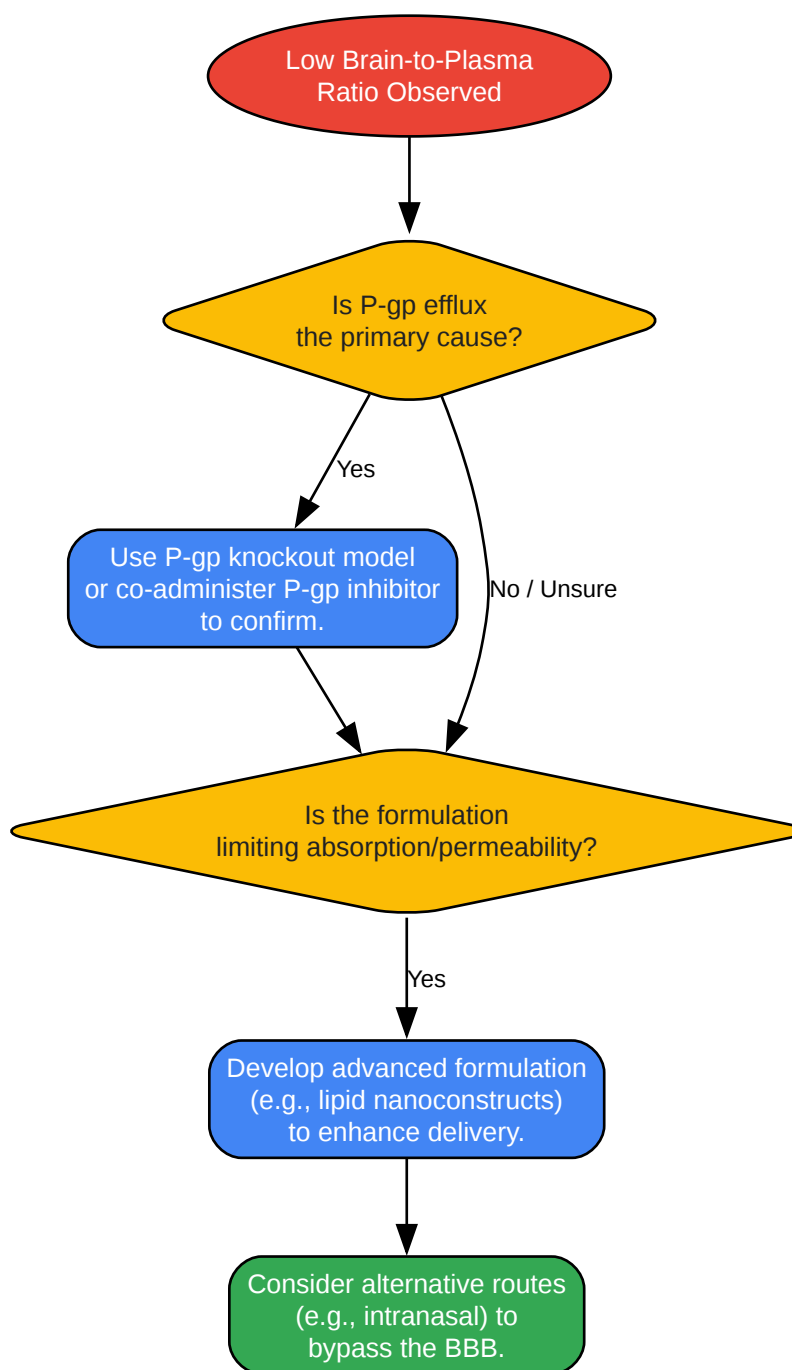 Low Brain-to-Plasma
Ratio Observed
Is P-gp efflux
the primary cause?
Yes
Use P-gp knockout model
or co-administer P-gp inhibitor
to confirm.
No / Unsure
Is the formulation
limiting absorption/permeability?
Yes
Develop advanced formulation
(e.g., lipid nanoconstructs)
to enhance delivery.
Consider alternative routes
(e.g., intranasal) to
bypass the BBB.